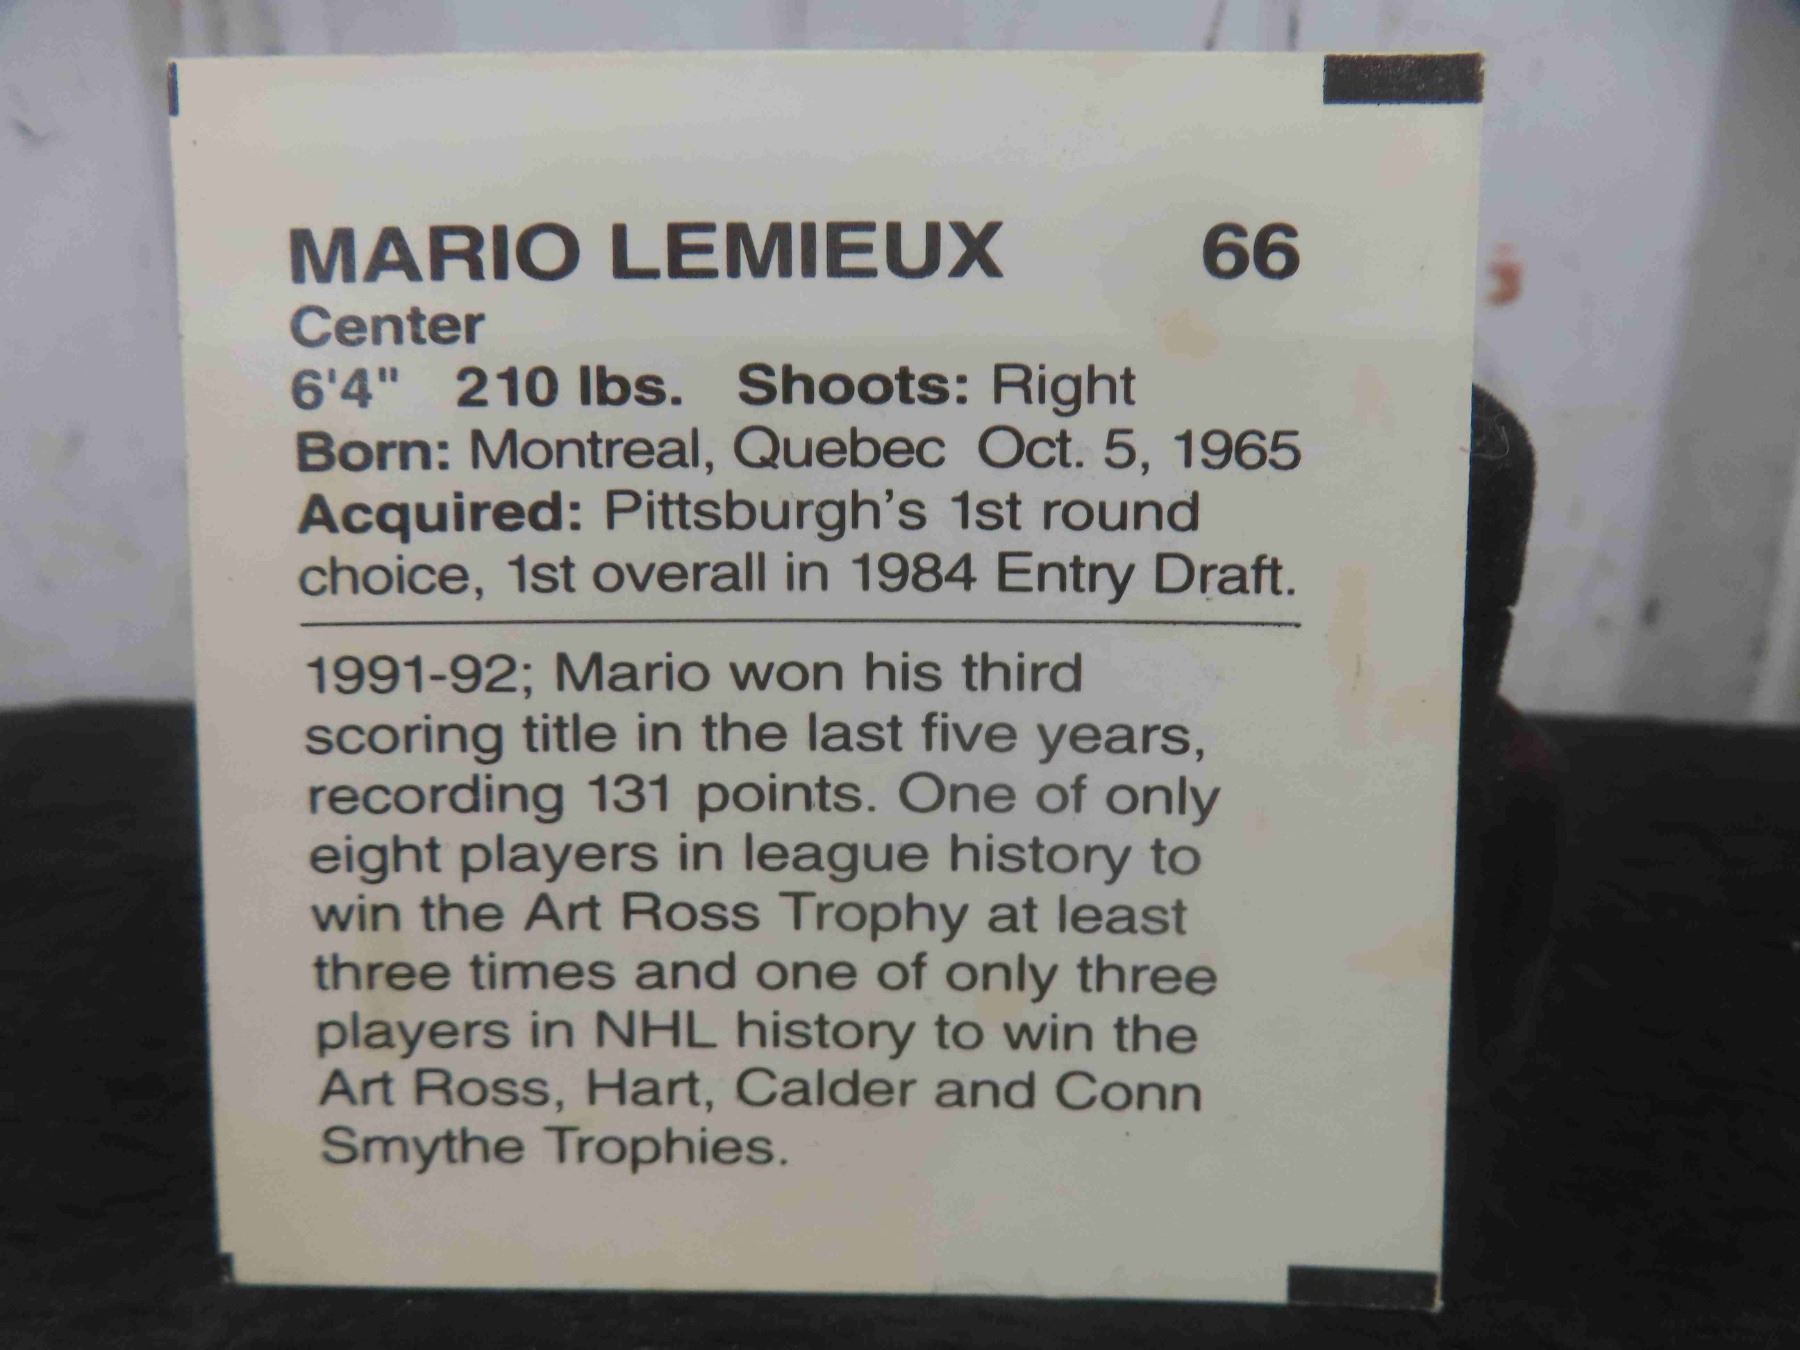 MARIO LEMIEUX 66
Center
6'4" 210 lbs. Shoots: Right
Born: Montreal, Quebec Oct. 5, 1965
Acquired: Pittsburgh's 1st round
choice, 1st overall in 1984 Entry Draft.
1991-92; Mario won his third
scoring title in the last five years,
recording 131 points. One of only
eight players in league history to
win the Art Ross Trophy at least
three times and one of only three
players in NHL history to win the
Art Ross, Hart, Calder and Conn
Smythe Trophies.